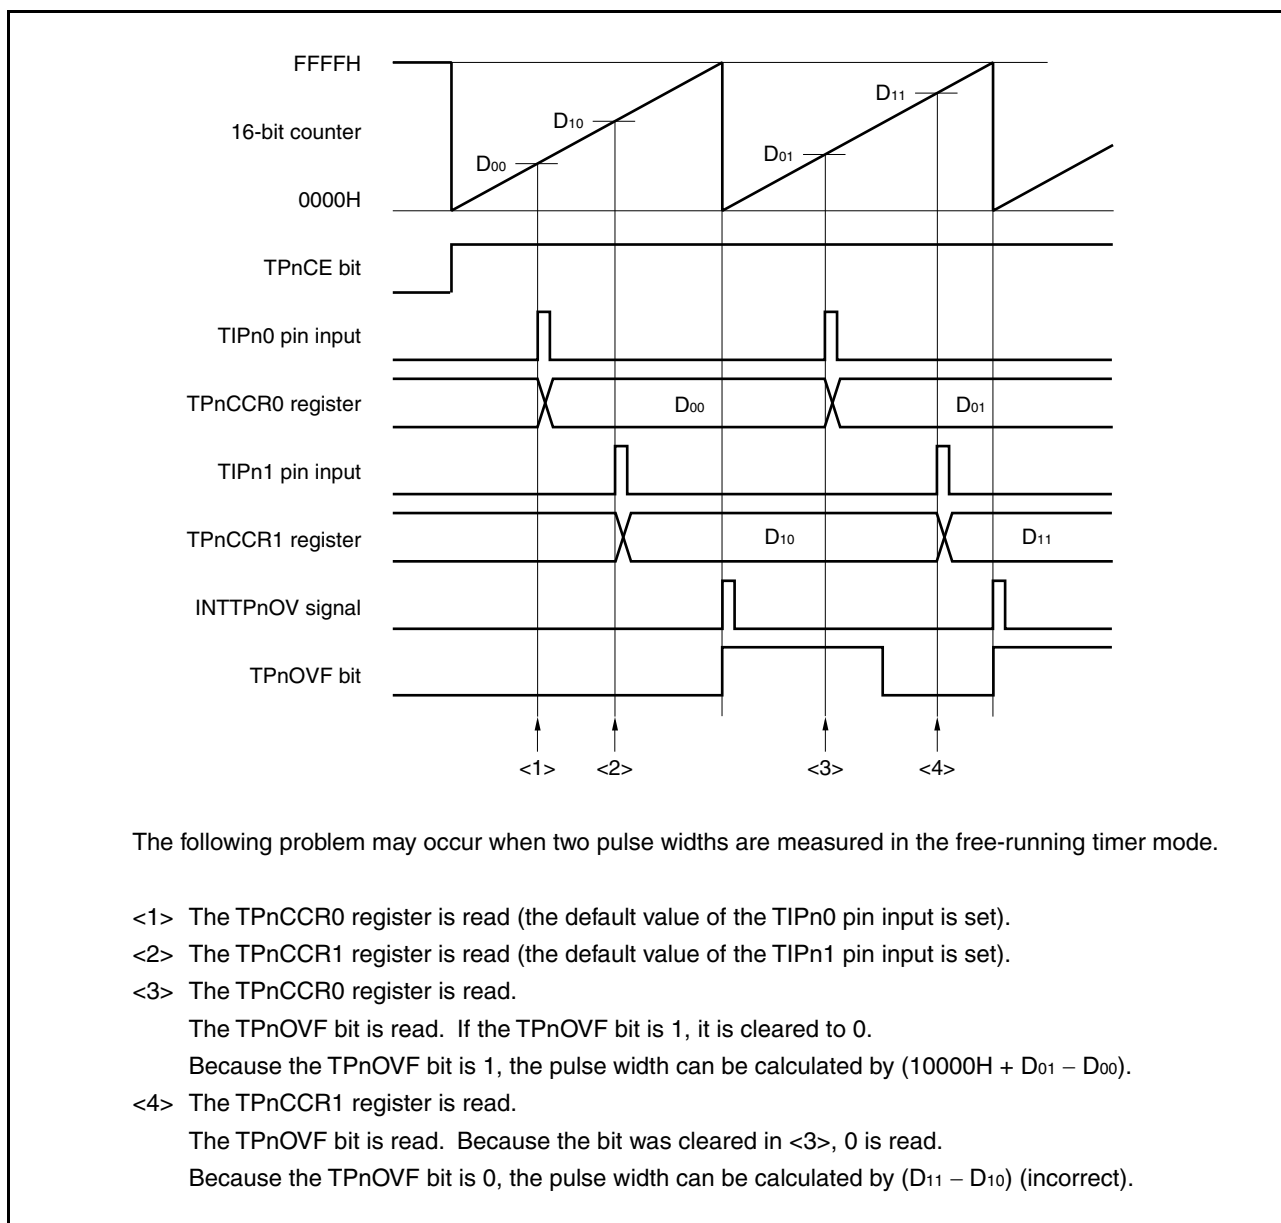 FFFFH
16-bit counter
0000H
D00
D10
D01
D11
TPnCE bit
TIPn0 pin input
TPnCCR0 register
D00
D01
TIPn1 pin input
TPnCCR1 register
D10
D11
INTTPnOV signal
TPnOVF bit
<1> <2> <3> <4>
The following problem may occur when two pulse widths are measured in the free-running timer mode.
<1> The TPnCCR0 register is read (the default value of the TIPn0 pin input is set).
<2> The TPnCCR1 register is read (the default value of the TIPn1 pin input is set).
<3> The TPnCCR0 register is read.
The TPnOVF bit is read. If the TPnOVF bit is 1, it is cleared to 0.
Because the TPnOVF bit is 1, the pulse width can be calculated by (10000H + D01 − D00).
<4> The TPnCCR1 register is read.
The TPnOVF bit is read. Because the bit was cleared in <3>, 0 is read.
Because the TPnOVF bit is 0, the pulse width can be calculated by (D11 − D10) (incorrect).